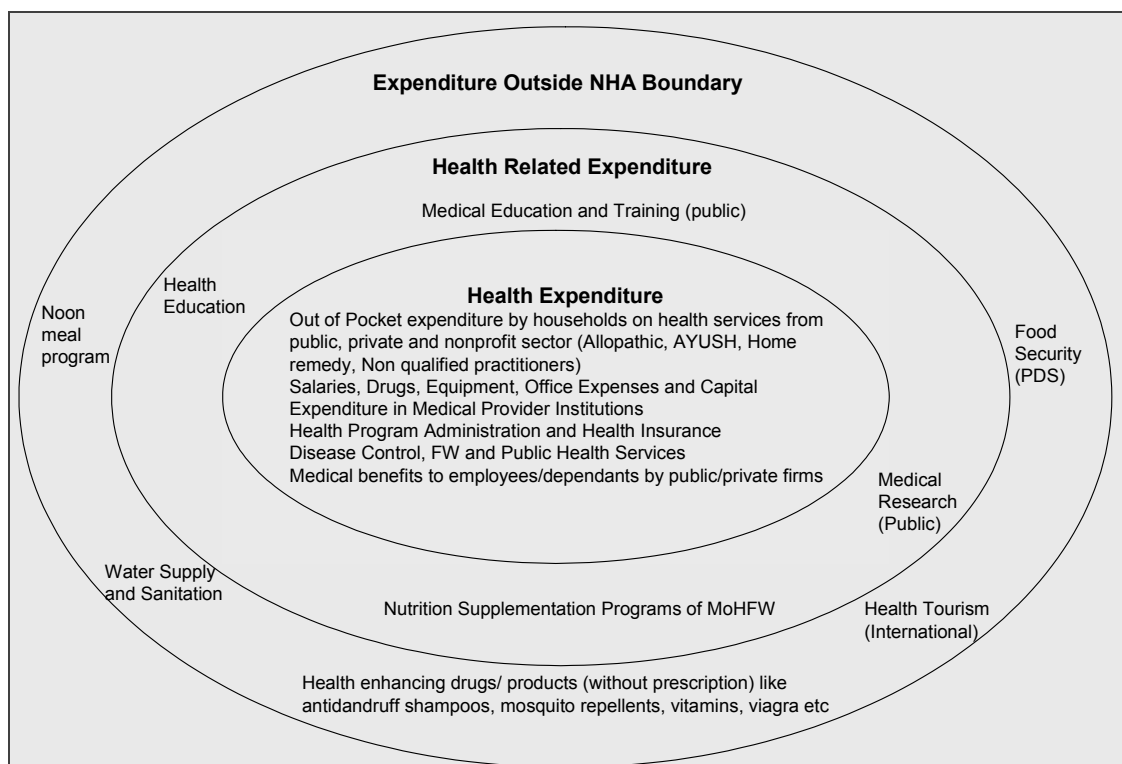 Expenditure Outside NHA Boundary
Health Related Expenditure
Medical Education and Training (public)
Health
Education
Noon
meal
program
Health Expenditure
Out of Pocket expenditure by households on health services from
public, private and nonprofit sector (Allopathic, AYUSH, Home
remedy, Non qualified practitioners)
Salaries, Drugs, Equipment, Office Expenses and Capital
Expenditure in Medical Provider Institutions
Health Program Administration and Health Insurance
Disease Control, FW and Public Health Services
Medical benefits to employees/dependants by public/private firms
Food
Security
(PDS)
Medical
Research
(Public)
Water Supply
and Sanitation
Nutrition Supplementation Programs of MoHFW
Health Tourism
(International)
Health enhancing drugs/ products (without prescription) like
antidandruff shampoos, mosquito repellents, vitamins, viagra etc